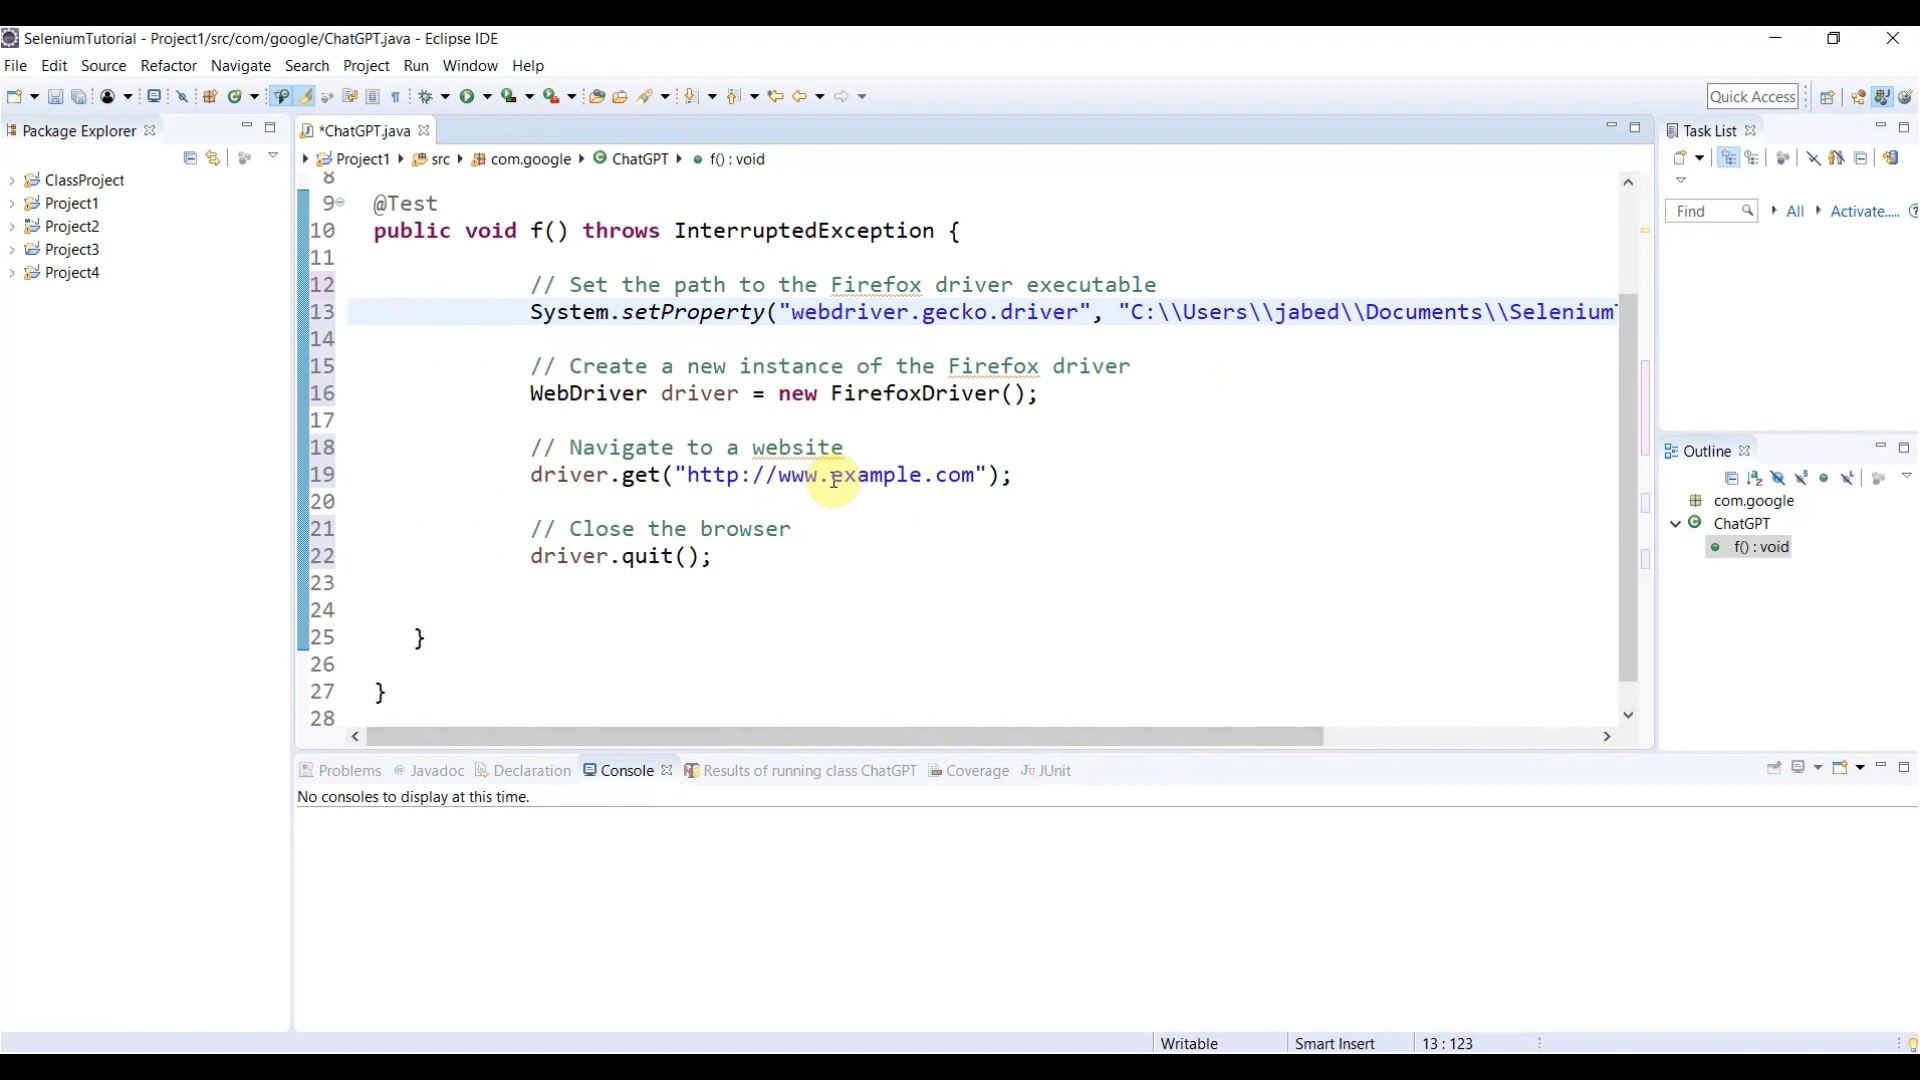 SeleniumTutorial - Project1/src/com/google/ChatGPT.java - Eclipse IDE
File Edit Source Refactor Navigate Search Project Run Window Help
Quick Access
Package Explorer
ClassProject
Project1
Project2
Project3
Project4
*ChatGPT.java
Project1 src com.google ChatGPT f() : void
8
9 @Test
10 public void f() throws InterruptedException {
11
12 // Set the path to the Firefox driver executable
13 System.setProperty("webdriver.gecko.driver", "C:\\Users\\jabed\\Documents\\Selenium
14
15 // Create a new instance of the Firefox driver
16 WebDriver driver = new FirefoxDriver();
17
18 // Navigate to a website
19 driver.get("http://www.example.com");
20
21 // Close the browser
22 driver.quit();
23
24
25 }
26
27 }
28
Task List
Find All Activate.....
Outline
com.google
ChatGPT
f() : void
Problems Javadoc Declaration Console Results of running class ChatGPT Coverage JUnit
No consoles to display at this time.
Writable Smart Insert 13 : 123